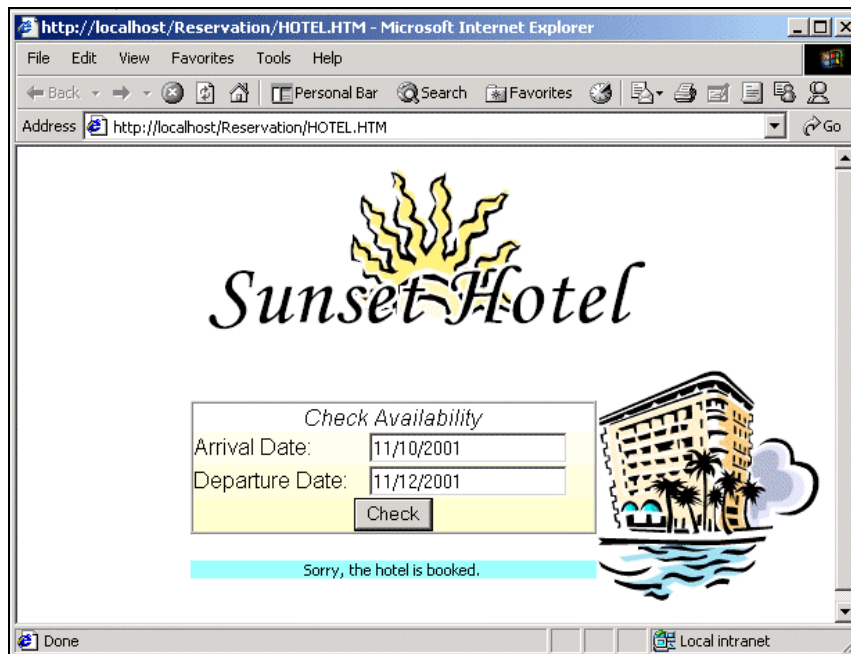 http://localhost/Reservation/HOTEL.HTM - Microsoft Internet Explorer
File Edit View Favorites Tools Help
Back Personal Bar Search Favorites
Address http://localhost/Reservation/HOTEL.HTM Go
Sunset Hotel
Check Availability
Arrival Date: 11/10/2001
Departure Date: 11/12/2001
Check
Sorry, the hotel is booked.
Done Local intranet